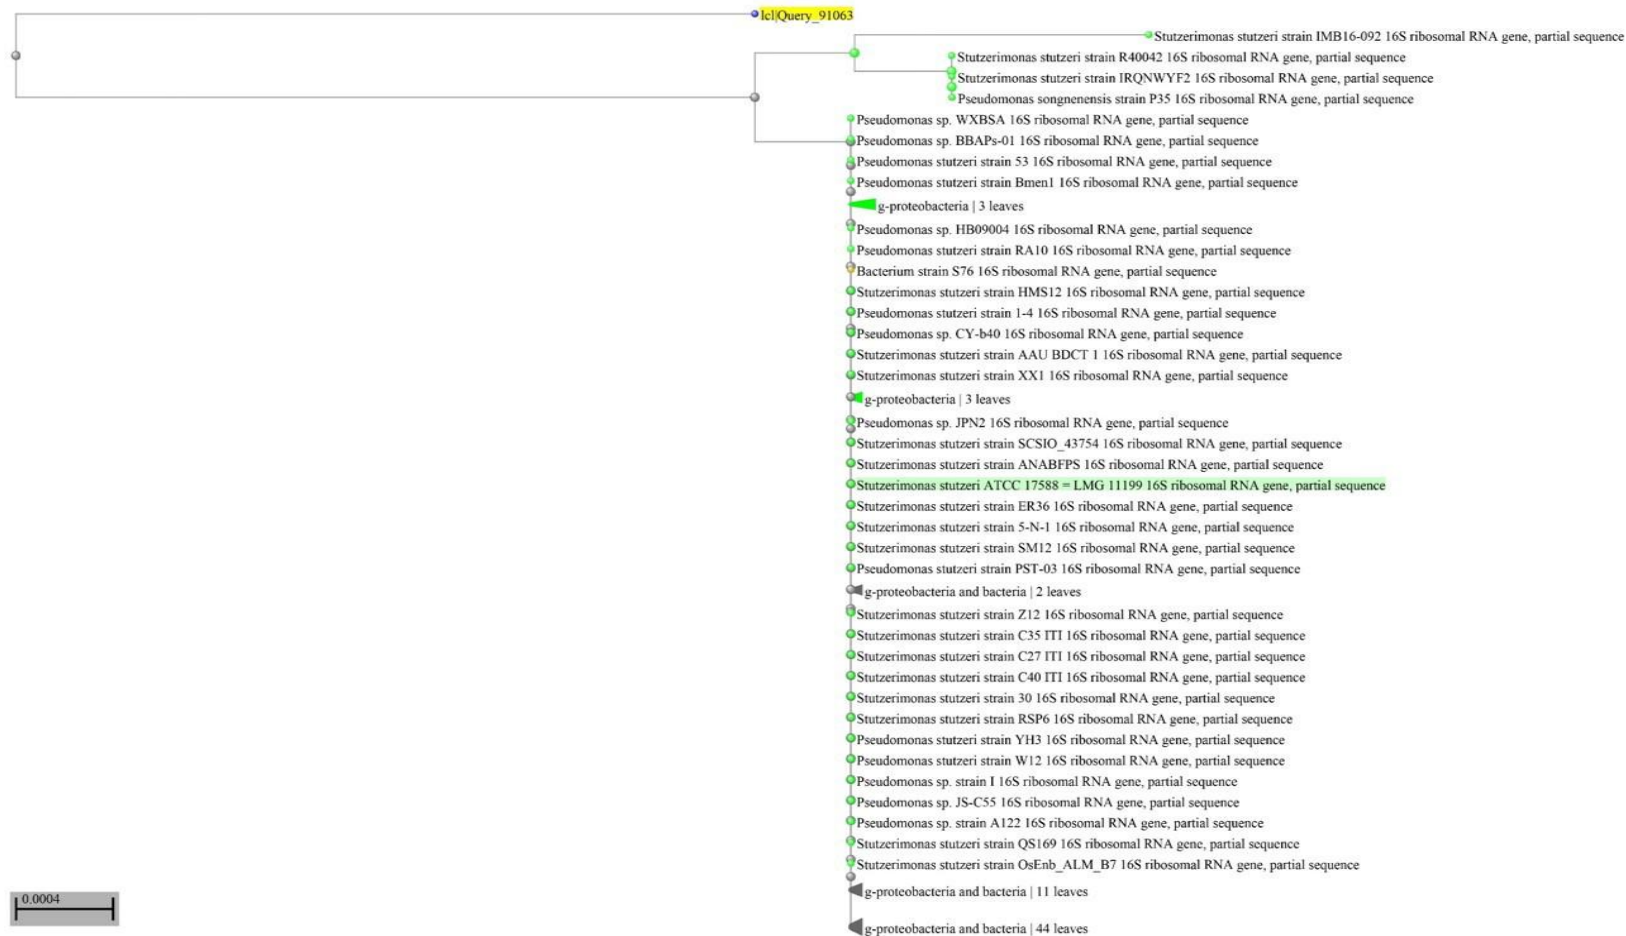 lcl|Query_91063
Stutzerimonas stutzeri strain IMB16-092 16S ribosomal RNA gene, partial sequence
Stutzerimonas stutzeri strain R40042 16S ribosomal RNA gene, partial sequence
Stutzerimonas stutzeri strain IRQNWYF2 16S ribosomal RNA gene, partial sequence
Pseudomonas songnenensis strain P35 16S ribosomal RNA gene, partial sequence
Pseudomonas sp. WXBSA 16S ribosomal RNA gene, partial sequence
Pseudomonas sp. BBAPs-01 16S ribosomal RNA gene, partial sequence
Pseudomonas stutzeri strain 53 16S ribosomal RNA gene, partial sequence
Pseudomonas stutzeri strain Bmen1 16S ribosomal RNA gene, partial sequence
g-proteobacteria | 3 leaves
Pseudomonas sp. HB09004 16S ribosomal RNA gene, partial sequence
Pseudomonas stutzeri strain RA10 16S ribosomal RNA gene, partial sequence
Bacterium strain S76 16S ribosomal RNA gene, partial sequence
Stutzerimonas stutzeri strain HMS12 16S ribosomal RNA gene, partial sequence
Pseudomonas stutzeri strain 1-4 16S ribosomal RNA gene, partial sequence
Pseudomonas sp. CY-b40 16S ribosomal RNA gene, partial sequence
Stutzerimonas stutzeri strain AAU BDCT 1 16S ribosomal RNA gene, partial sequence
Stutzerimonas stutzeri strain XX1 16S ribosomal RNA gene, partial sequence
g-proteobacteria | 3 leaves
Pseudomonas sp. JPN2 16S ribosomal RNA gene, partial sequence
Stutzerimonas stutzeri strain SCSIO_43754 16S ribosomal RNA gene, partial sequence
Stutzerimonas stutzeri strain ANABFPS 16S ribosomal RNA gene, partial sequence
Stutzerimonas stutzeri ATCC 17588 = LMG 11199 16S ribosomal RNA gene, partial sequence
Stutzerimonas stutzeri strain ER36 16S ribosomal RNA gene, partial sequence
Stutzerimonas stutzeri strain 5-N-1 16S ribosomal RNA gene, partial sequence
Stutzerimonas stutzeri strain SM12 16S ribosomal RNA gene, partial sequence
Pseudomonas stutzeri strain PST-03 16S ribosomal RNA gene, partial sequence
g-proteobacteria and bacteria | 2 leaves
Stutzerimonas stutzeri strain Z12 16S ribosomal RNA gene, partial sequence
Stutzerimonas stutzeri strain C35 ITI 16S ribosomal RNA gene, partial sequence
Stutzerimonas stutzeri strain C27 ITI 16S ribosomal RNA gene, partial sequence
Stutzerimonas stutzeri strain C40 ITI 16S ribosomal RNA gene, partial sequence
Stutzerimonas stutzeri strain 30 16S ribosomal RNA gene, partial sequence
Stutzerimonas stutzeri strain RSP6 16S ribosomal RNA gene, partial sequence
Pseudomonas stutzeri strain YH3 16S ribosomal RNA gene, partial sequence
Pseudomonas stutzeri strain W12 16S ribosomal RNA gene, partial sequence
Pseudomonas sp. strain I 16S ribosomal RNA gene, partial sequence
Pseudomonas sp. JS-C55 16S ribosomal RNA gene, partial sequence
Pseudomonas sp. strain A122 16S ribosomal RNA gene, partial sequence
Stutzerimonas stutzeri strain QS169 16S ribosomal RNA gene, partial sequence
Stutzerimonas stutzeri strain OsEnb_ALM_B7 16S ribosomal RNA gene, partial sequence
g-proteobacteria and bacteria | 11 leaves
0.0004
g-proteobacteria and bacteria | 44 leaves